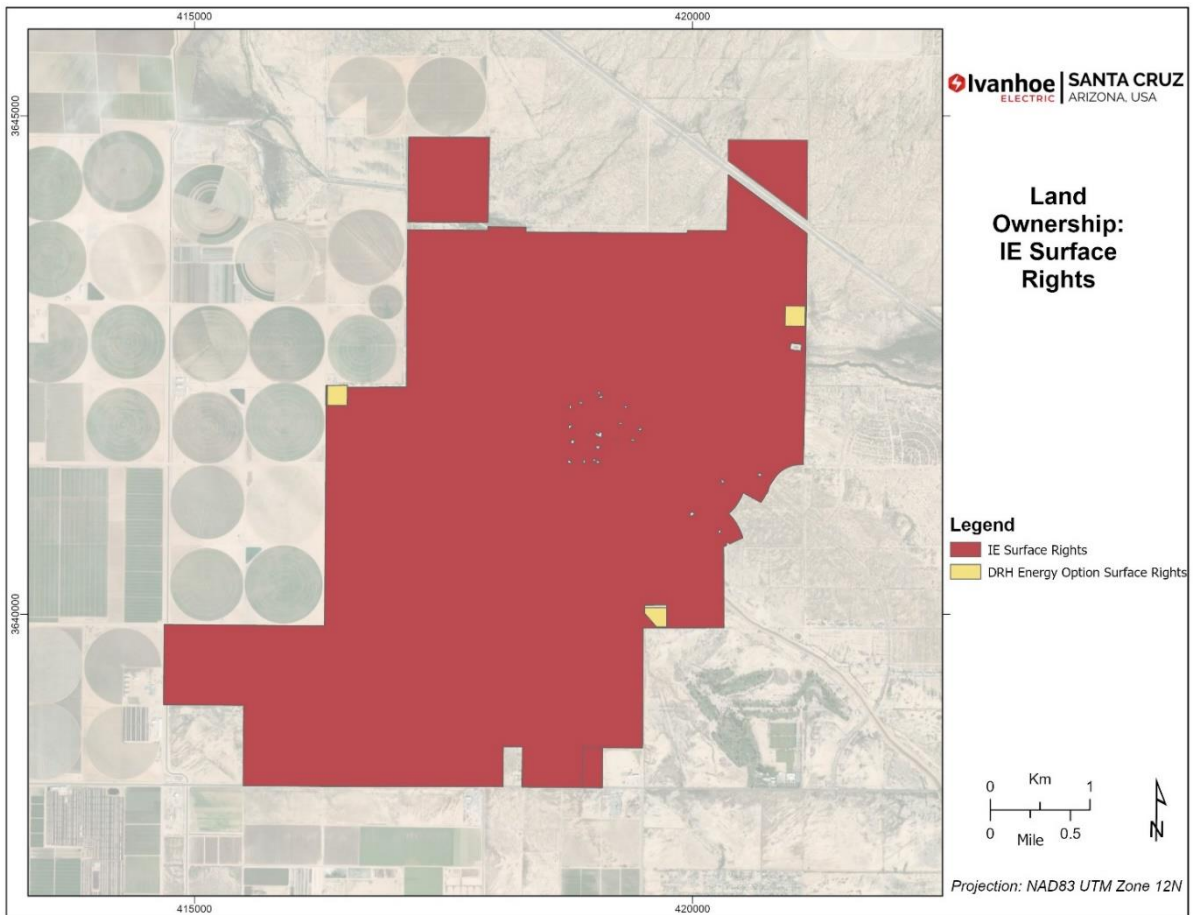 415000 420000
3645000
3640000
415000 420000
Ivanhoe ELECTRIC
SANTA CRUZ
ARIZONA, USA
Land
Ownership:
IE Surface
Rights
Legend
IE Surface Rights
DRH Energy Option Surface Rights
Km
0 1
0 0.5
Mile
N
Projection: NAD83 UTM Zone 12N